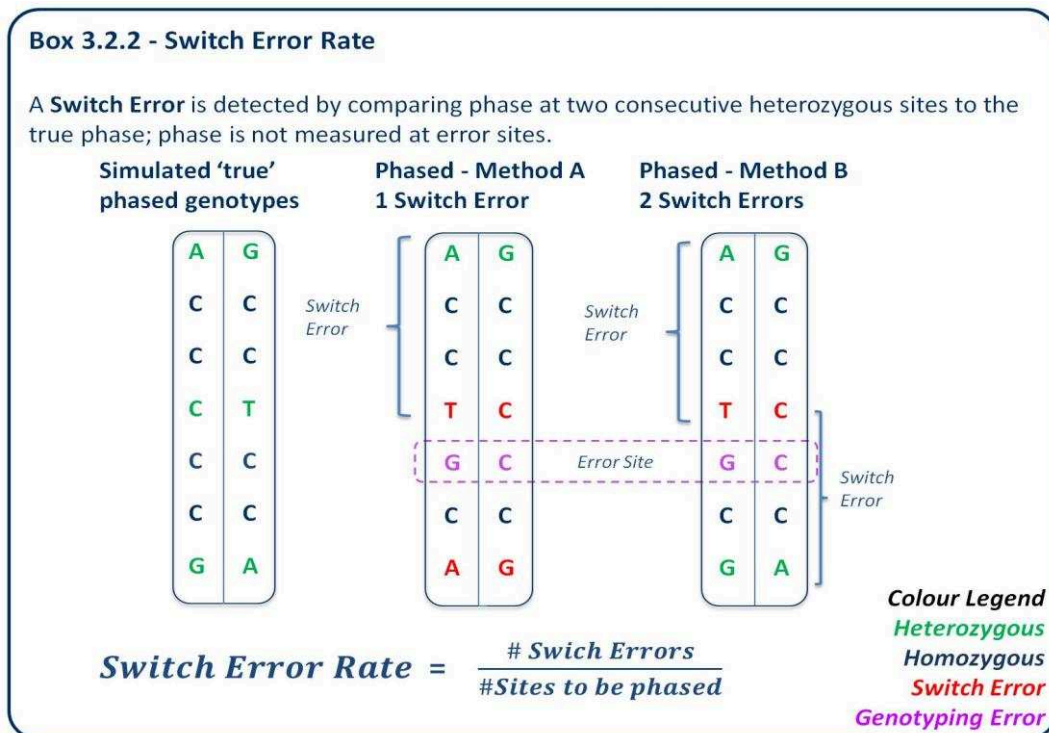 Box 3.2.2 - Switch Error Rate
A Switch Error is detected by comparing phase at two consecutive heterozygous sites to the
true phase; phase is not measured at error sites.
Simulated ‘true’
phased genotypes
Phased - Method A
1 Switch Error
Phased - Method B
2 Switch Errors
A G
C C
C C
C T
C C
C C
G A
Switch
Error
A G
C C
C C
T C
G C
C C
A G
Error Site
Switch
Error
A G
C C
C C
T C
G C
C C
G A
Switch
Error
Switch Error Rate = # Swich Errors
#Sites to be phased
Colour Legend
Heterozygous
Homozygous
Switch Error
Genotyping Error